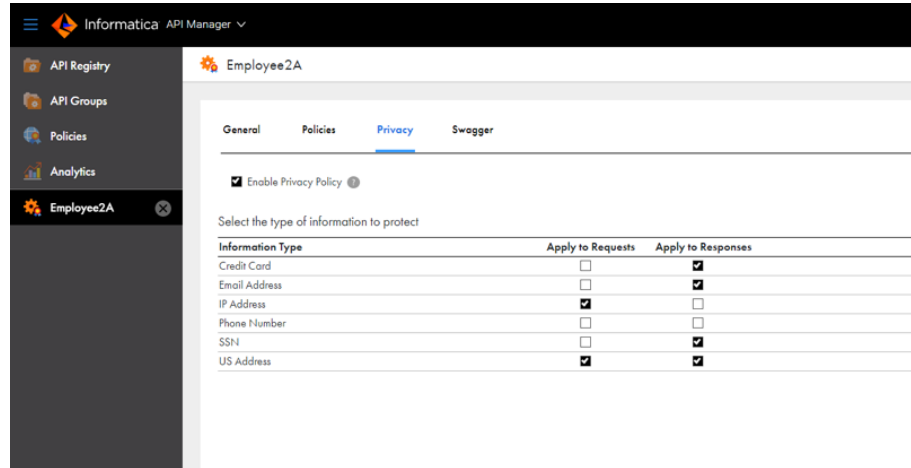 Informatica API Manager
API Registry
API Groups
Policies
Analytics
Employee2A
Employee2A
General Policies Privacy Swagger
Enable Privacy Policy ?
Select the type of information to protect
Information Type Apply to Requests Apply to Responses
Credit Card
Email Address
IP Address
Phone Number
SSN
US Address